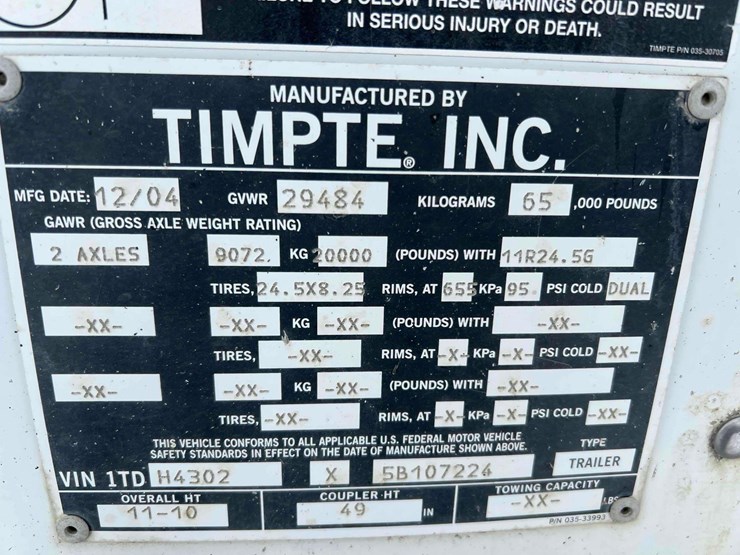 THESE WARNINGS COULD RESULT
IN SERIOUS INJURY OR DEATH.
TIMPTE P/N 035-30705
MANUFACTURED BY
TIMPTE® INC.
MFG DATE: 12/04 GVWR 29484 KILOGRAMS 65 ,000 POUNDS
GAWR (GROSS AXLE WEIGHT RATING)
2 AXLES 9072. KG 20000 (POUNDS) WITH 11R24.5G
TIRES, 24.5X8.25 RIMS, AT 655 KPa 95. PSI COLD DUAL
-XX- -XX- KG -XX- (POUNDS) WITH -XX-
TIRES, -XX- RIMS, AT -X- KPa -X- PSI COLD -XX-
-XX- -XX- KG -XX- (POUNDS) WITH -XX-
TIRES, -XX- RIMS, AT -X- KPa -X- PSI COLD -XX-
THIS VEHICLE CONFORMS TO ALL APPLICABLE U.S. FEDERAL MOTOR VEHICLE
SAFETY STANDARDS IN EFFECT ON THE DATE OF MANUFACTURE SHOWN ABOVE.
TYPE
TRAILER
VIN 1TD H4302 X 5B107224
OVERALL HT COUPLER HT TOWING CAPACITY
11-10 49 IN -XX- LBS
P/N 035-33993